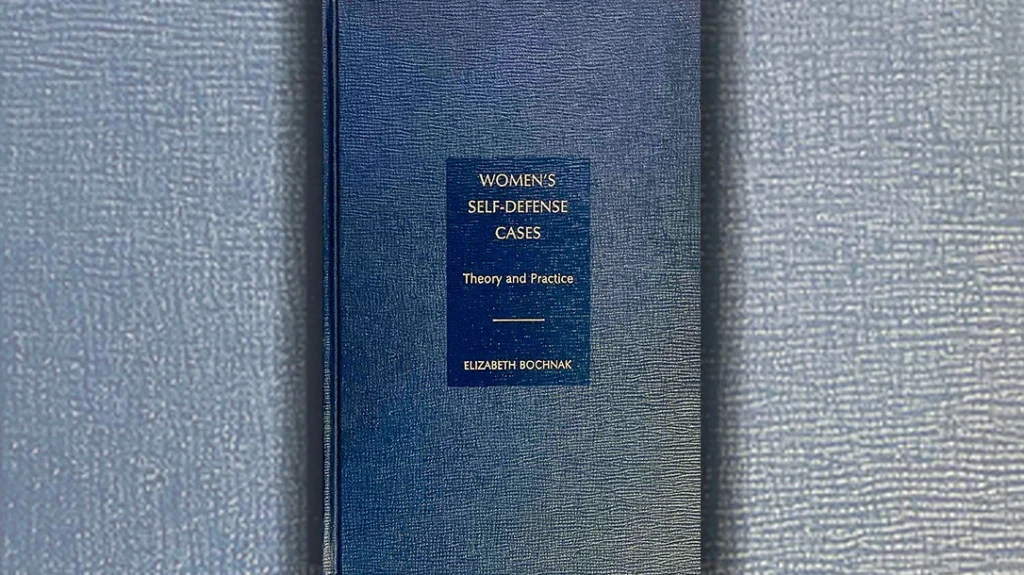 WOMEN'S
SELF-DEFENSE
CASES
Theory and Practice
ELIZABETH BOCHNAK